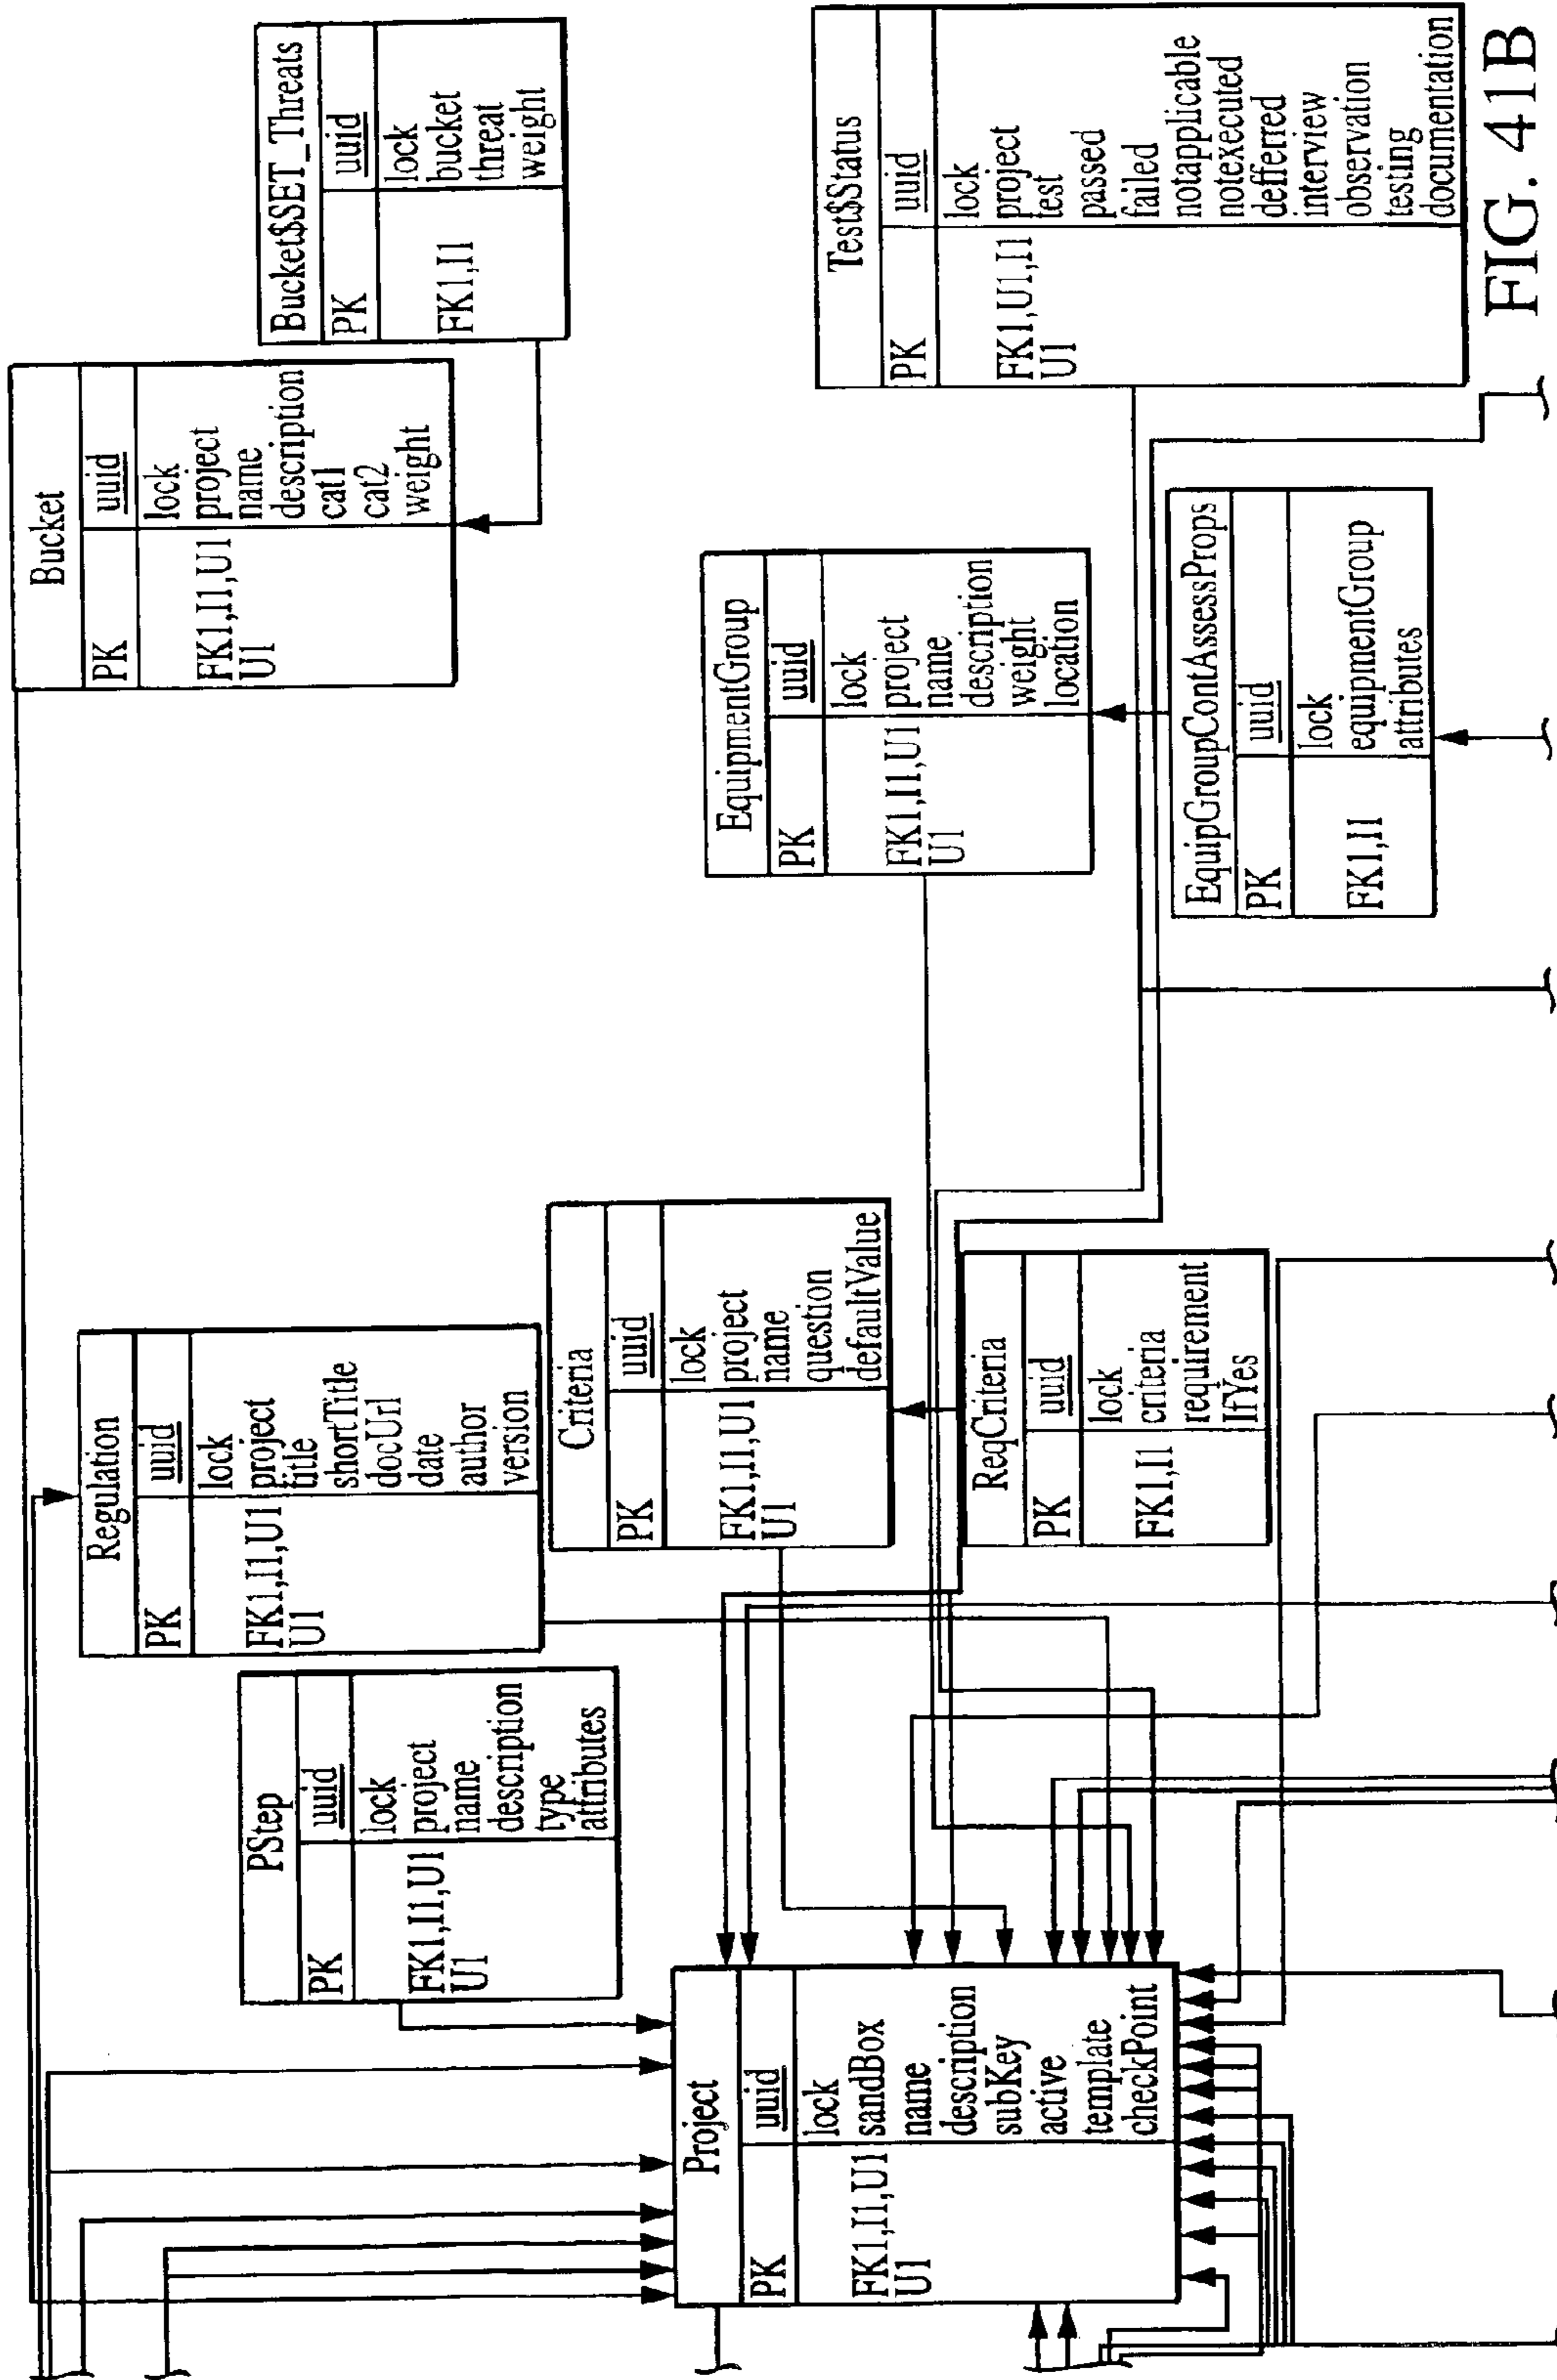 Bucket
PK uuid
lock
FK1,I1,U1 project
U1 name
description
cat1
cat2
weight
Bucket$SET_Threats
PK uuid
lock
FK1,I1 bucket
threat
weight
Regulation
PK uuid
lock
FK1,I1,U1 project
U1 title
shortTitle
docUrl
date
author
version
PStep
PK uuid
lock
FK1,I1,U1 project
U1 name
description
type
attributes
Criteria
PK uuid
lock
FK1,I1,U1 project
U1 name
question
defaultValue
EquipmentGroup
PK uuid
lock
FK1,I1,U1 project
U1 name
description
weight
location
Test$Status
PK uuid
lock
FK1,U1,I1 project
U1 test
passed
failed
notapplicable
notexecuted
defferred
interview
observation
testing
documentation
Project
PK uuid
lock
FK1,I1,U1 sandBox
U1 name
description
subKey
active
template
checkPoint
ReqCriteria
PK uuid
lock
FK1,I1 criteria
requirement
IfYes
EquipGroupContAssessProps
PK uuid
lock
FK1,I1 equipmentGroup
attributes
FIG. 41B